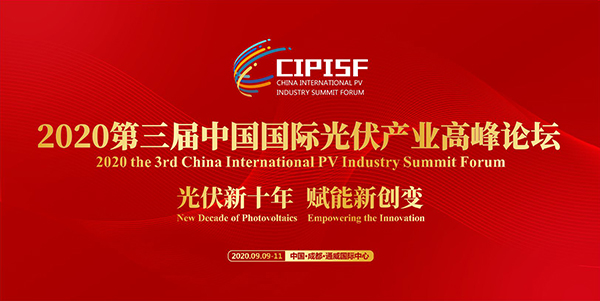 CIPISF
CHINA INTERNATIONAL PV
INDUSTRY SUMMIT FORUM
2020第三届中国国际光伏产业高峰论坛
2020 the 3rd China International PV Industry Summit Forum
光伏新十年 赋能新创变
New Decade of Photovoltaics Empowering the Innovation
2020.09.09-11 中国·成都·通威国际中心